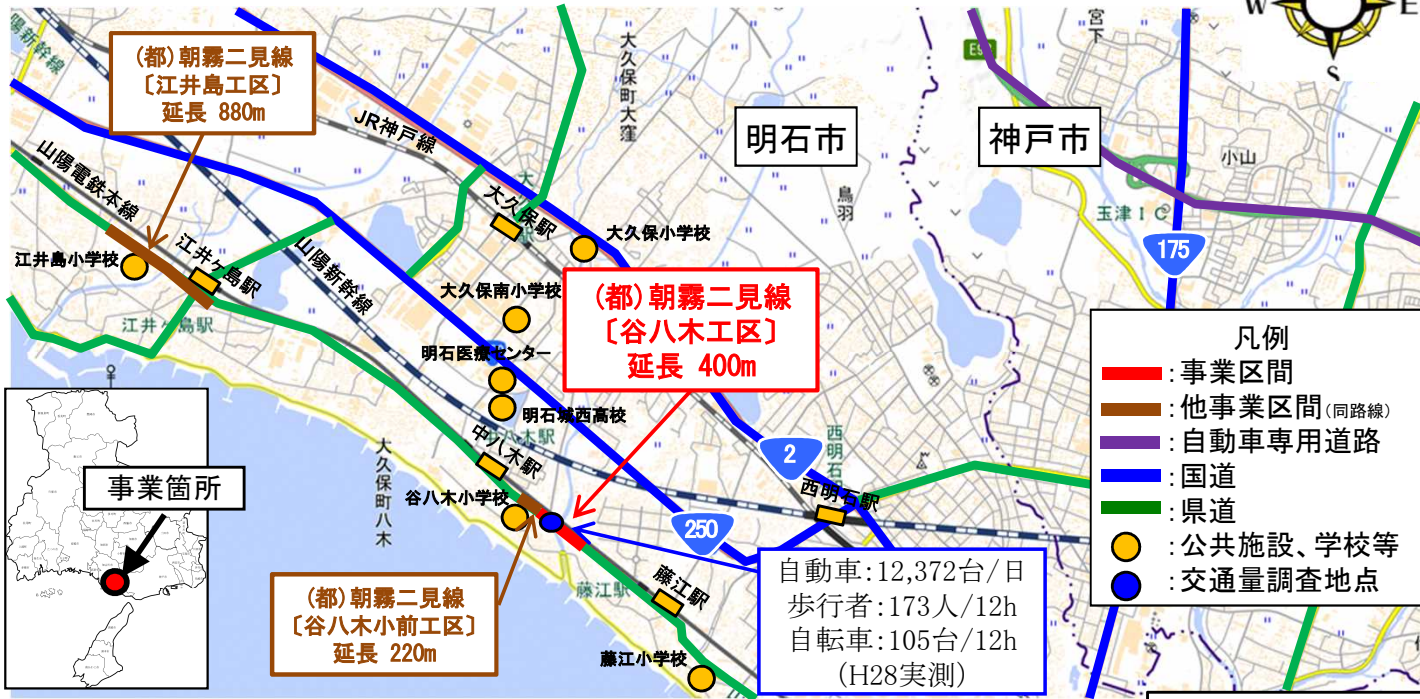 W
E
S
宮下
E9
(都)朝霧二見線
〔江井島工区〕
延長 880m
大久保町大窪
JR神戸線
明石市
神戸市
小山
鳥羽
玉津IC
175
山陽電鉄本線
大久保駅
大久保小学校
江井島小学校
江井ヶ島駅
山陽新幹線
江井ヶ島駅
大久保南小学校
(都)朝霧二見線
〔谷八木工区〕
延長 400m
明石医療センター
明石城西高校
凡例
:事業区間
:他事業区間(同路線)
:自動車専用道路
:国道
:県道
:公共施設、学校等
:交通量調査地点
中八木駅
八木駅
大久保町八木
2
西明石
西明石駅
事業箇所
谷八木小学校
250
自動車:12,372台/日
歩行者:173人/12h
自転車:105台/12h
(H28実測)
(都)朝霧二見線
〔谷八木小前工区〕
延長 220m
藤江駅
藤江駅
藤江小学校